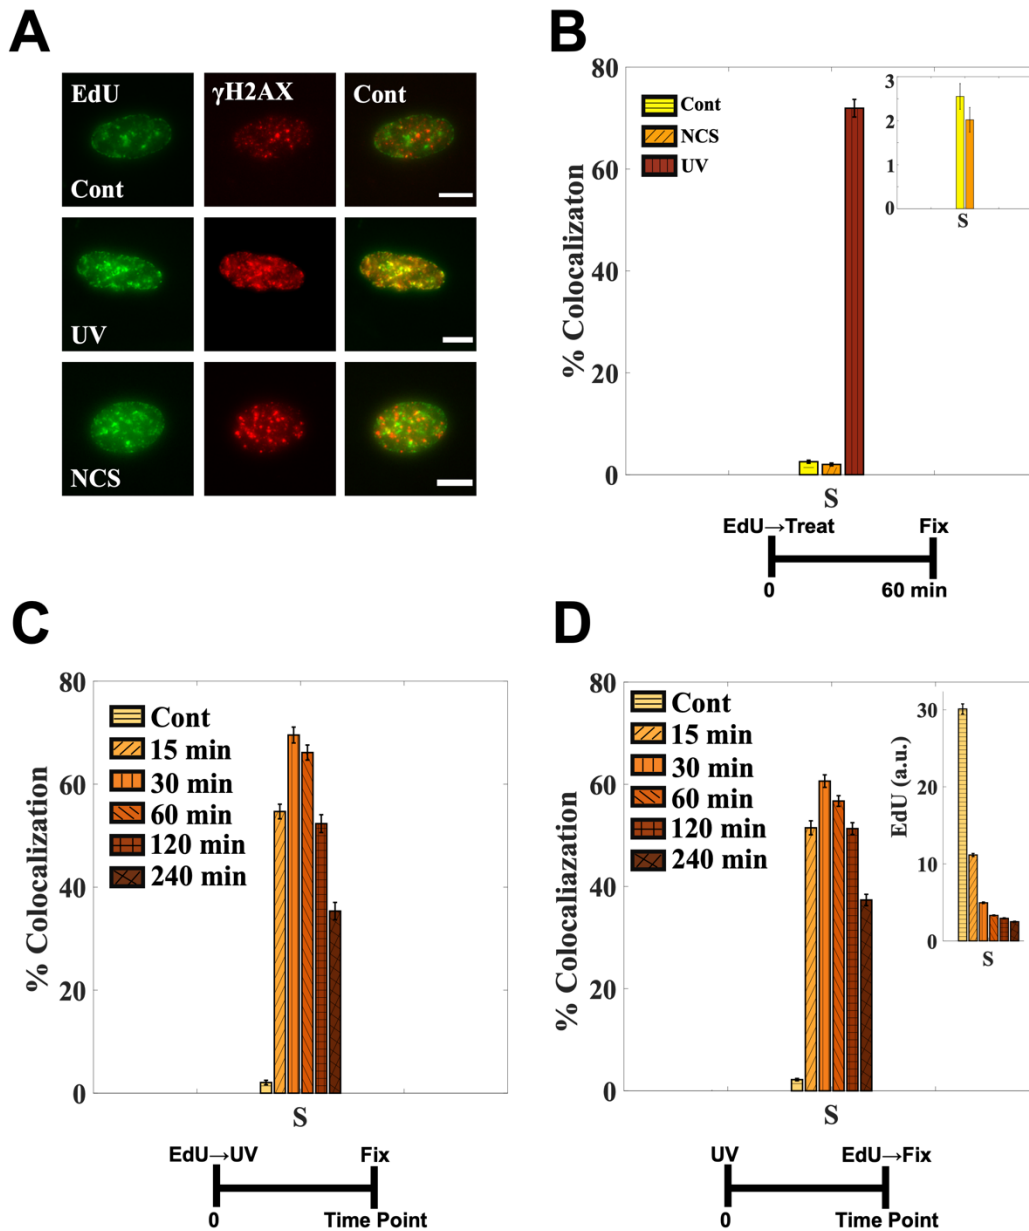 A
EdU
γH2AX
Cont
Cont
UV
NCS
B
80
60
40
20
0
% Colocalizaton
Cont
NCS
UV
3
2
1
0
S
S
EdU→Treat
Fix
0
60 min
C
80
60
40
20
0
% Colocalization
Cont
15 min
30 min
60 min
120 min
240 min
S
EdU→UV
Fix
0
Time Point
D
80
60
40
20
0
% Colocaliazation
Cont
15 min
30 min
60 min
120 min
240 min
EdU (a.u.)
30
20
10
0
S
S
UV
EdU→Fix
0
Time Point